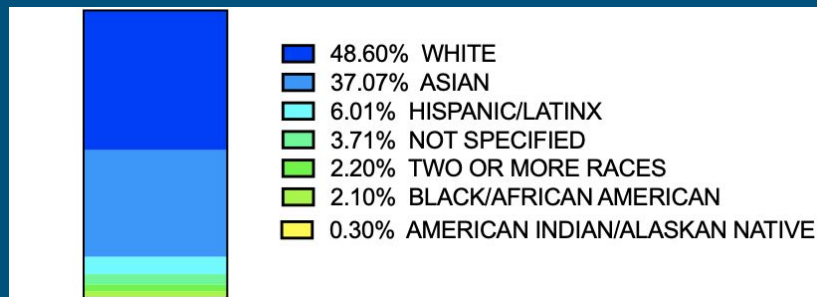 48.60% WHITE
37.07% ASIAN
6.01% HISPANIC/LATINX
3.71% NOT SPECIFIED
2.20% TWO OR MORE RACES
2.10% BLACK/AFRICAN AMERICAN
0.30% AMERICAN INDIAN/ALASKAN NATIVE